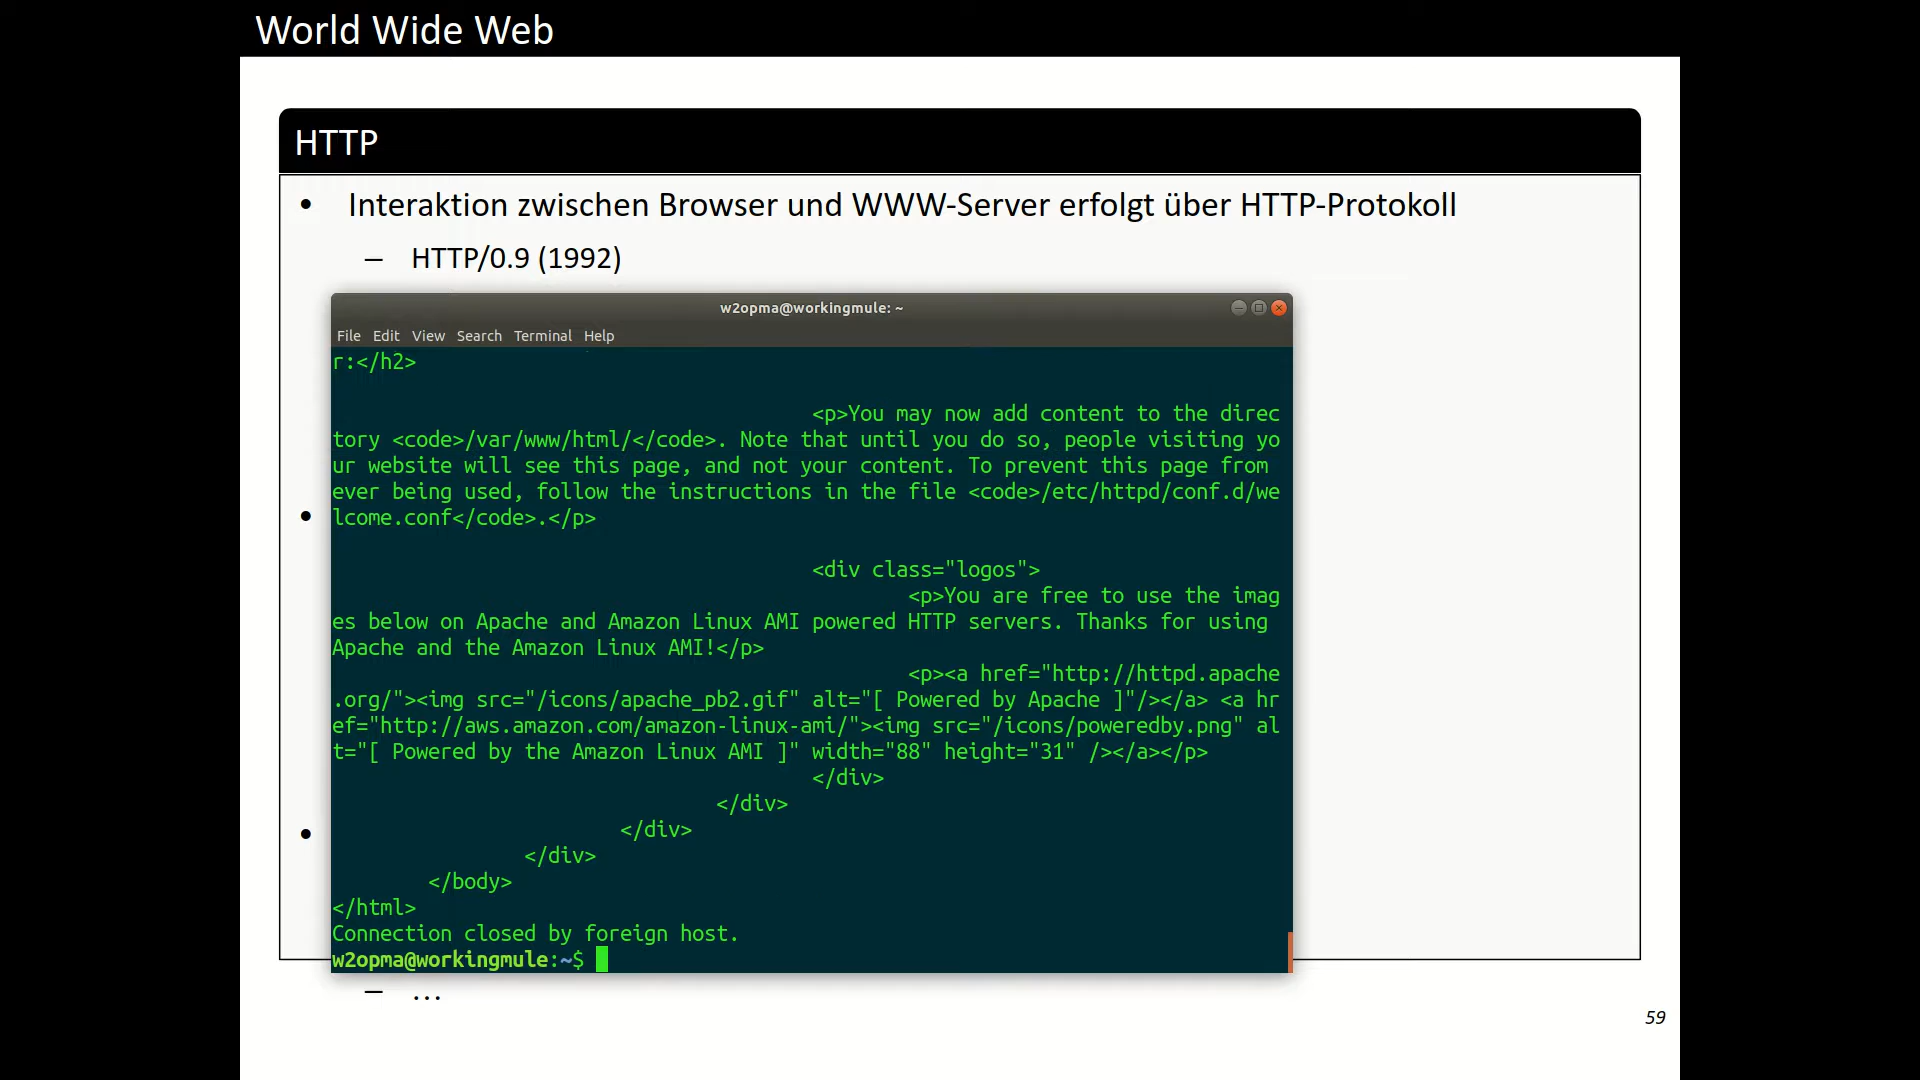 World Wide Web
HTTP
• Interaktion zwischen Browser und WWW-Server erfolgt über HTTP-Protokoll
– HTTP/0.9 (1992)
w2opma@workingmule: ~
File Edit View Search Terminal Help
r:</h2>
<p>You may now add content to the direc
tory <code>/var/www/html/</code>. Note that until you do so, people visiting yo
ur website will see this page, and not your content. To prevent this page from
ever being used, follow the instructions in the file <code>/etc/httpd/conf.d/we
lcome.conf</code>.</p>
<div class="logos">
<p>You are free to use the imag
es below on Apache and Amazon Linux AMI powered HTTP servers. Thanks for using
Apache and the Amazon Linux AMI!</p>
<p><a href="http://httpd.apache
.org/"><img src="/icons/apache_pb2.gif" alt="[ Powered by Apache ]"/></a> <a hr
ef="http://aws.amazon.com/amazon-linux-ami/"><img src="/icons/poweredby.png" al
t="[ Powered by the Amazon Linux AMI ]" width="88" height="31" /></a></p>
</div>
</div>
</div>
</div>
</body>
</html>
Connection closed by foreign host.
w2opma@workingmule:~$
– ...
59